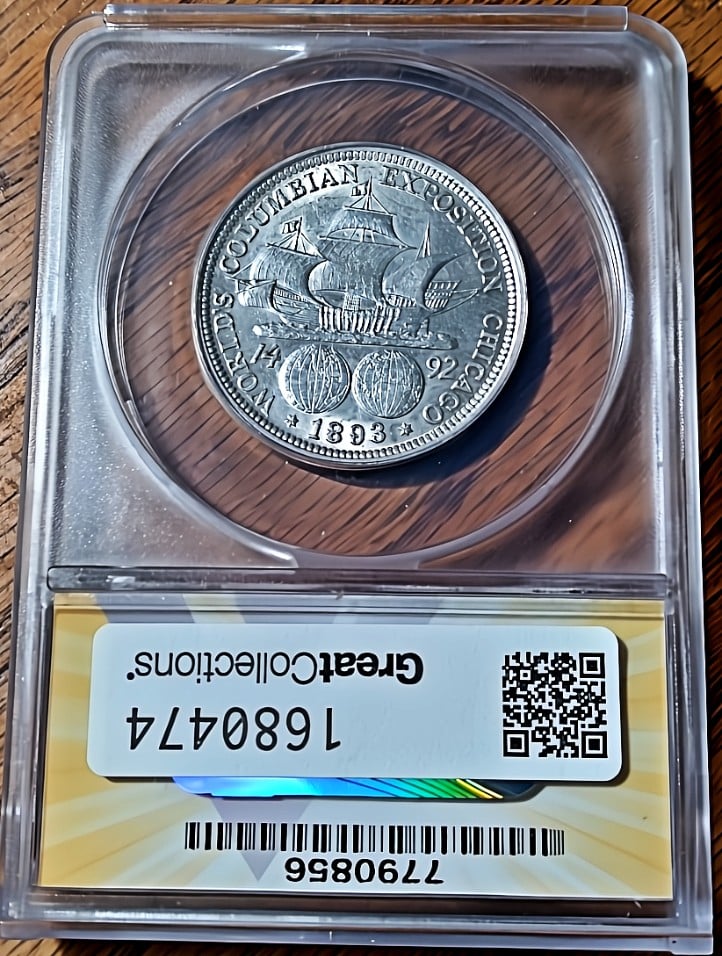 WORLD'S COLUMBIAN EXPOSITION CHICAGO
14 92
1893
GreatCollections®
1680474
7790856